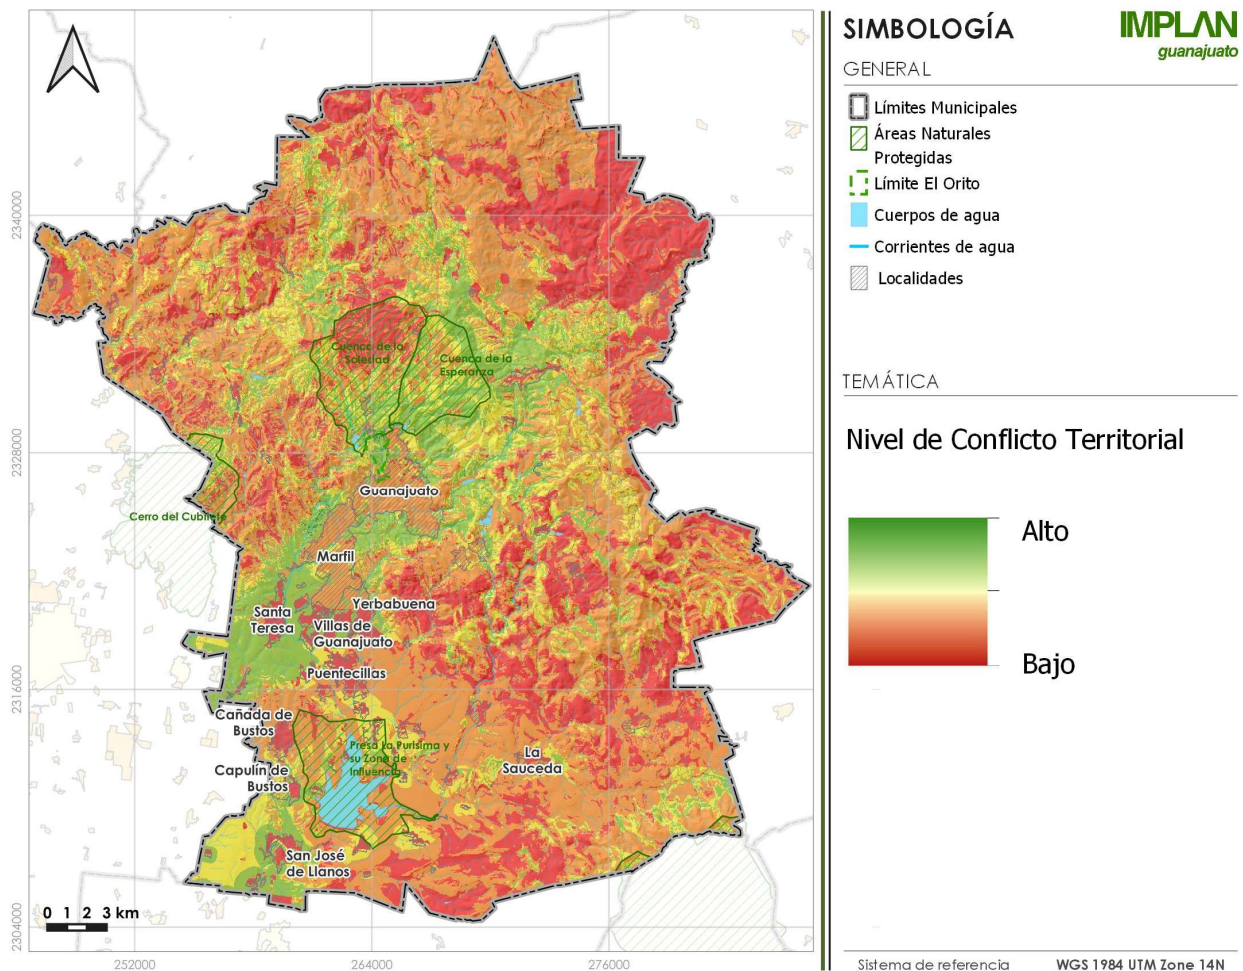 SIMBOLOGÍA
IMPLAN
guanajuato
GENERAL
Límites Municipales
Áreas Naturales
Protegidas
Límite El Orito
Cuerpos de agua
Corrientes de agua
Localidades
TEMÁTICA
Nivel de Conflicto Territorial
Alto
Bajo
Sistema de referencia
WGS 1984 UTM Zone 14N
2340000
2328000
2316000
2304000
252000
264000
276000
Cuenca de la
Soledad
Cuenca de la
Esperanza
Guanajuato
Cerro del Cubilete
Marfil
Yerbabuena
Santa
Teresa
Villas de
Guanajuato
Puentecillas
Cañada de
Bustos
Presa La Purísima y
su Zona de
Influencia
La
Sauceda
Capulín de
Bustos
San José
de Llanos
0 1 2 3 km